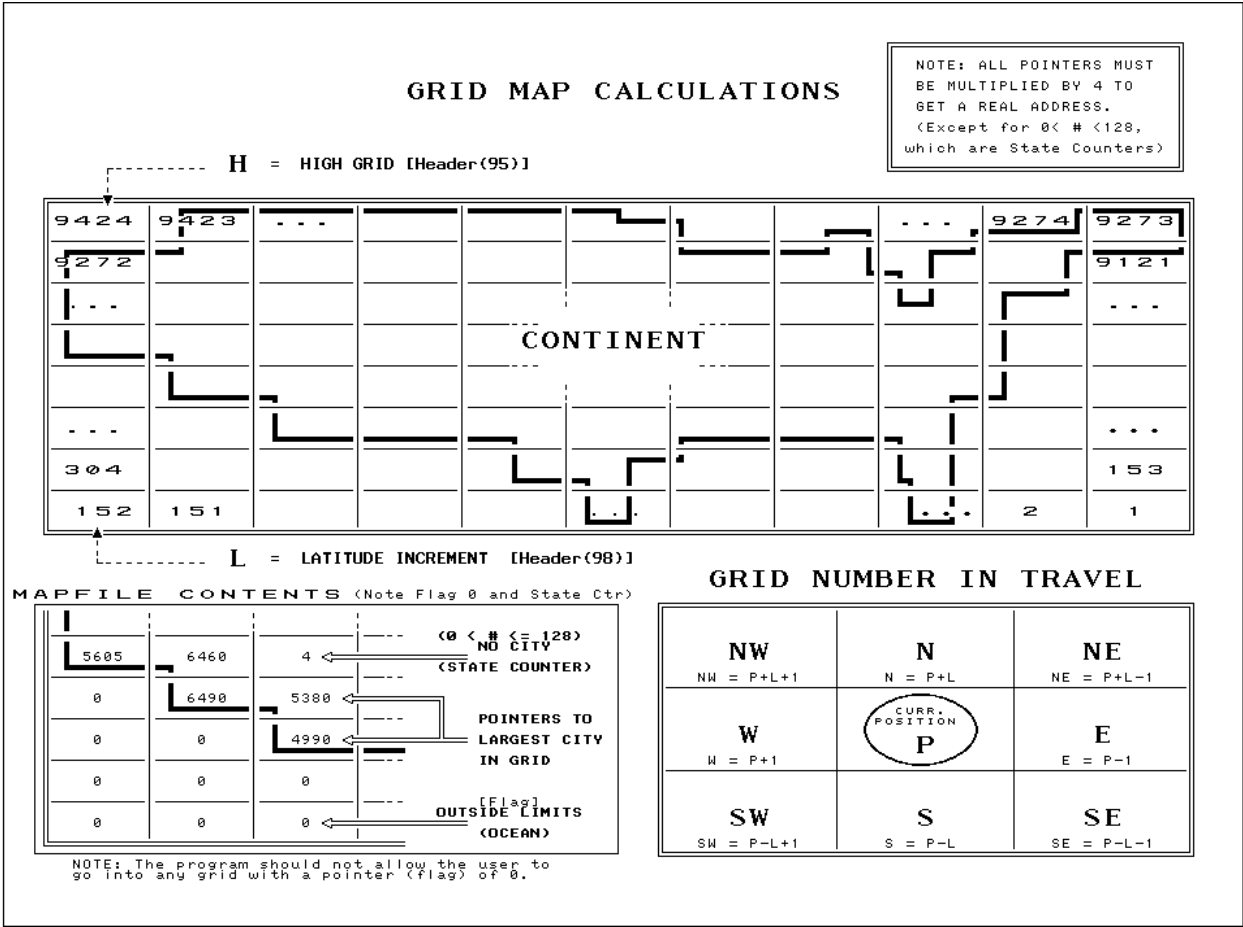 NOTE: ALL POINTERS MUST
BE MULTIPLIED BY 4 TO
GET A REAL ADDRESS.
(Except for 0< # <128,
which are State Counters)
GRID MAP CALCULATIONS
H = HIGH GRID [Header(95)]
9424 9423 . . . . . . 9274 9273
9272 9121
. . . . . .
CONTINENT
. . . . . .
304 153
152 151 . . . . . . 2 1
L = LATITUDE INCREMENT [Header(98)]
MAPFILE CONTENTS (Note Flag 0 and State Ctr)
5605 6460 4
0 6490 5380
0 0 4990
0 0 0
0 0 0
(0 < # <= 128)
NO CITY
(STATE COUNTER)
POINTERS TO
LARGEST CITY
IN GRID
[Flag]
OUTSIDE LIMITS
(OCEAN)
NOTE: The program should not allow the user to
go into any grid with a pointer (flag) of 0.
GRID NUMBER IN TRAVEL
NW N NE
NW = P+L+1 N = P+L NE = P+L-1
CURR.
POSITION
W P E
W = P+1 E = P-1
SW S SE
SW = P-L+1 S = P-L SE = P-L-1